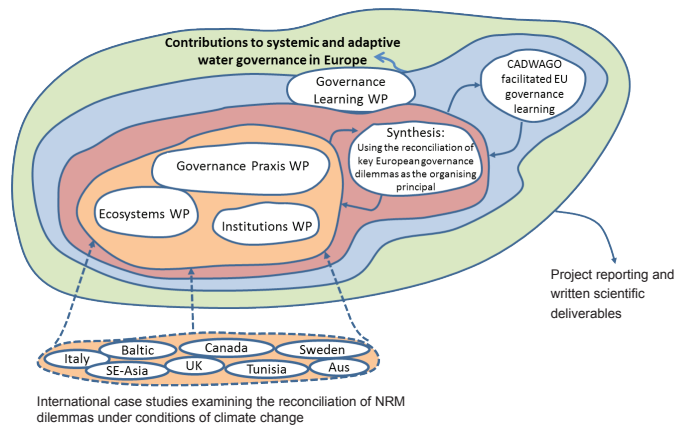 Contributions to systemic and adaptive
water governance in Europe
CADWAGO
facilitated EU
governance
learning
Governance
Learning WP
Synthesis:
Using the reconciliation of
key European governance
dilemmas as the organising
principal
Governance Praxis WP
Ecosystems WP
Institutions WP
Project reporting and
written scientific
deliverables
Italy
Baltic
Canada
Sweden
SE-Asia
UK
Tunisia
Aus
International case studies examining the reconciliation of NRM
dilemmas under conditions of climate change